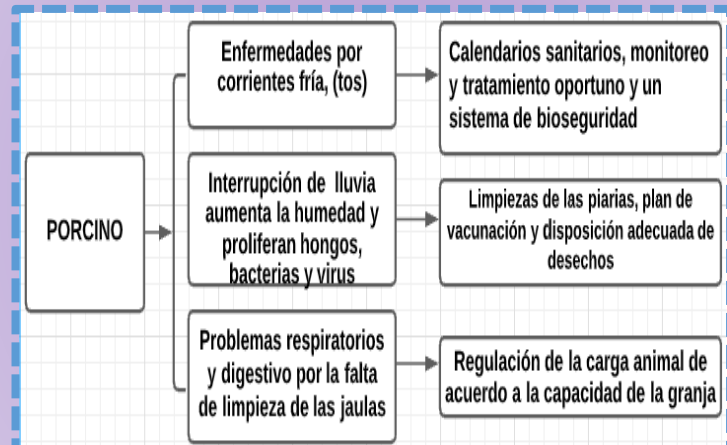 PORCINO
Enfermedades por
corrientes fría, (tos)
Calendarios sanitarios, monitoreo
y tratamiento oportuno y un
sistema de bioseguridad
Interrupción de lluvia
aumenta la humedad y
proliferan hongos,
bacterias y virus
Limpiezas de las piarias, plan de
vacunación y disposición adecuada de
desechos
Problemas respiratorios
y digestivo por la falta
de limpieza de las jaulas
Regulación de la carga animal de
acuerdo a la capacidad de la granja